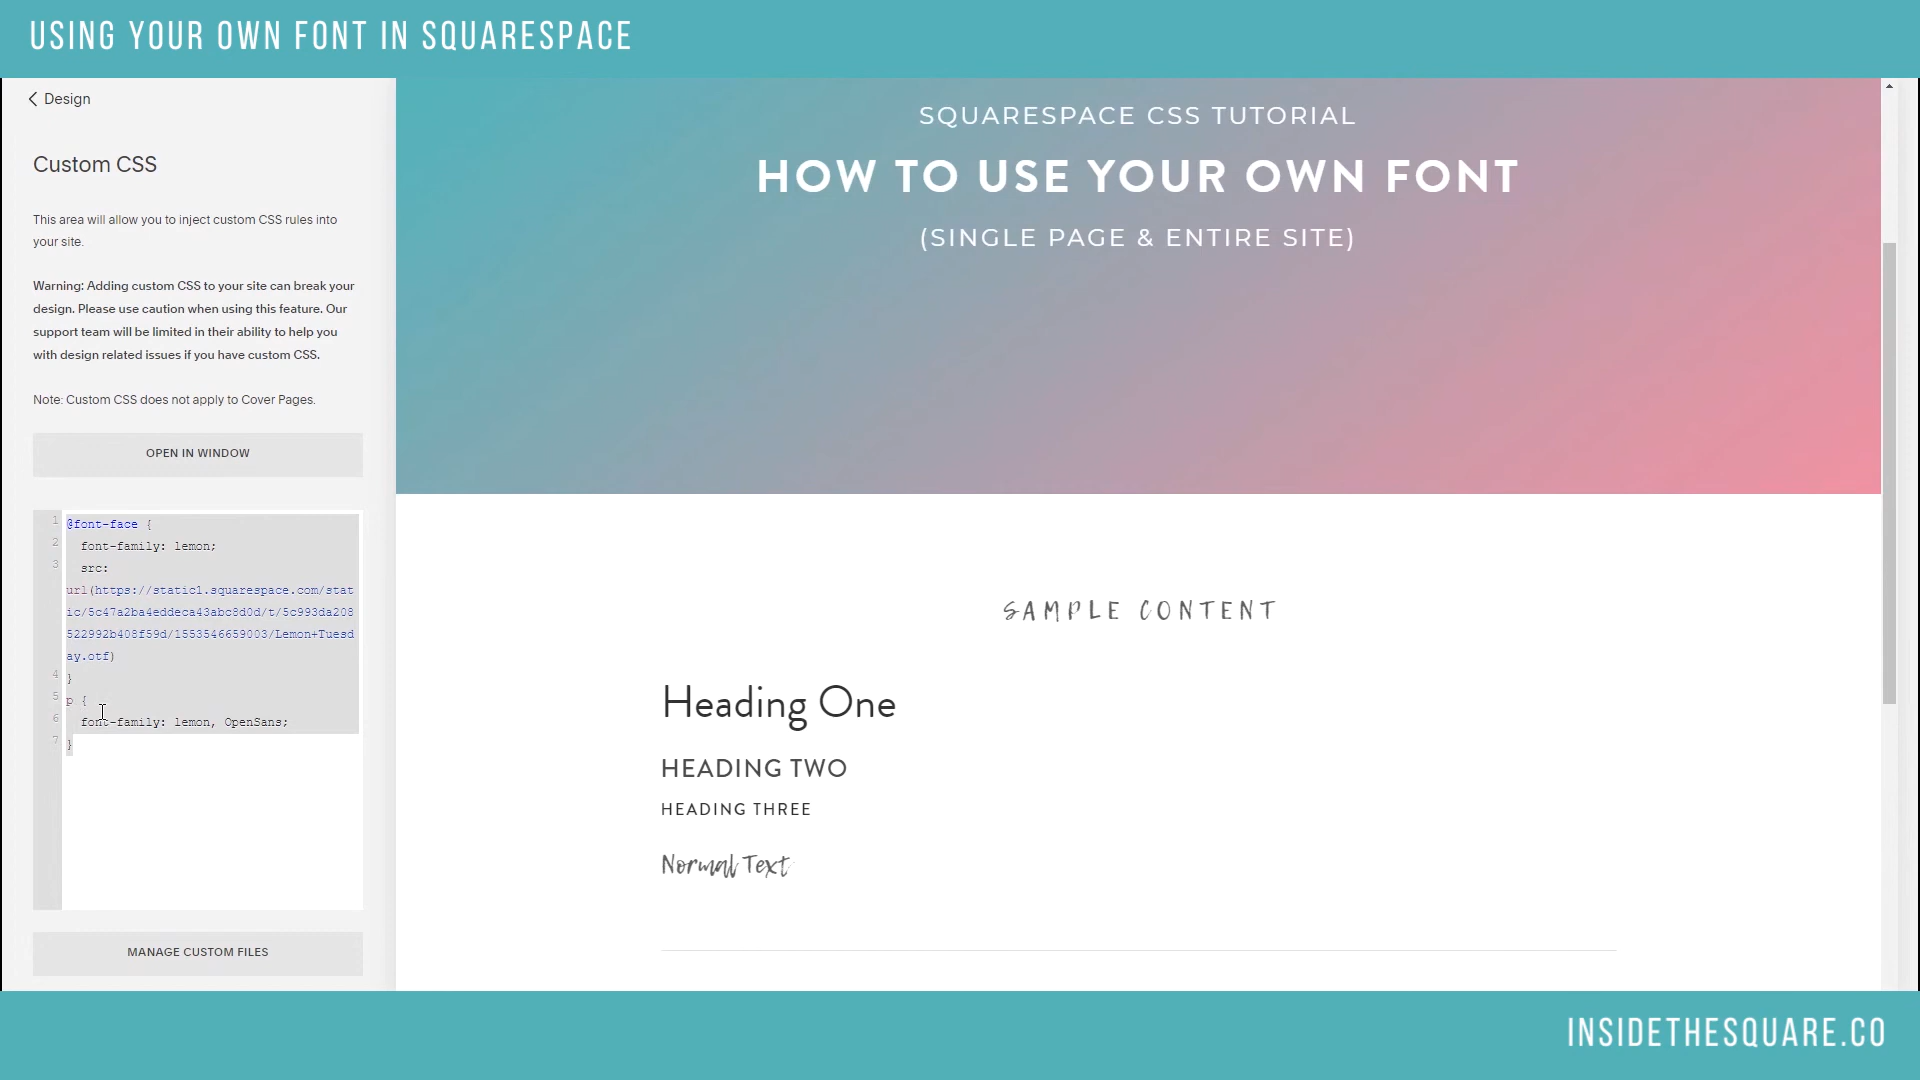 USING YOUR OWN FONT IN SQUARESPACE
Design
Custom CSS
This area will allow you to inject custom CSS rules into
your site.
Warning: Adding custom CSS to your site can break your
design. Please use caution when using this feature. Our
support team will be limited in their ability to help you
with design related issues if you have custom CSS.
Note: Custom CSS does not apply to Cover Pages.
OPEN IN WINDOW
1 @font-face {
2 font-family: lemon;
3 src:
url(https://static1.squarespace.com/stat
ic/5c47a2ba4eddeca43abc8d0d/t/5c993da208
522992b408f59d/1553546659003/Lemon+Tuesd
ay.otf)
4 }
5 p {
6 font-family: lemon, OpenSans;
7 }
MANAGE CUSTOM FILES
SQUARESPACE CSS TUTORIAL
HOW TO USE YOUR OWN FONT
(SINGLE PAGE & ENTIRE SITE)
SAMPLE CONTENT
Heading One
HEADING TWO
HEADING THREE
Normal Text
INSIDETHESQUARE.CO